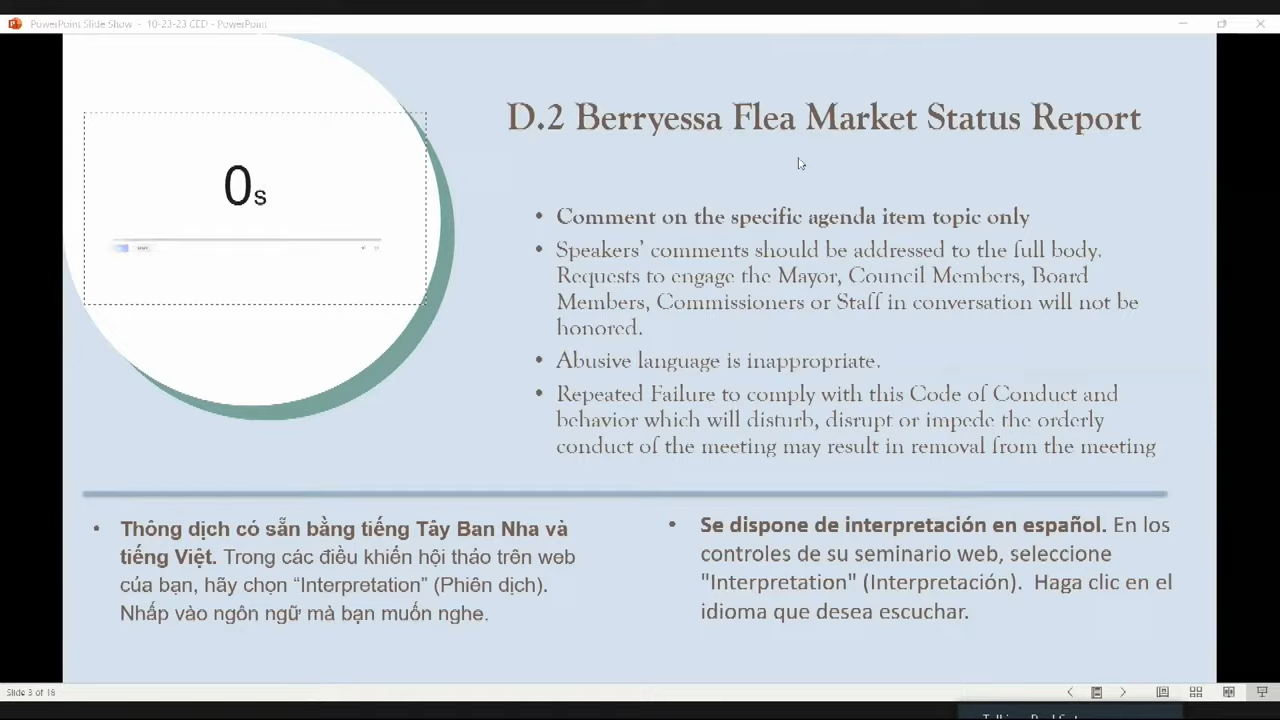 PowerPoint Slide Show - 10-23-23 CED - PowerPoint
D.2 Berryessa Flea Market Status Report
0s
• Comment on the specific agenda item topic only
• Speakers' comments should be addressed to the full body.
Requests to engage the Mayor, Council Members, Board
Members, Commissioners or Staff in conversation will not be
honored.
• Abusive language is inappropriate.
• Repeated Failure to comply with this Code of Conduct and
behavior which will disturb, disrupt or impede the orderly
conduct of the meeting may result in removal from the meeting
• Thông dịch có sẵn bằng tiếng Tây Ban Nha và
tiếng Việt. Trong các điều khiển hội thảo trên web
của bạn, hãy chọn “Interpretation” (Phiên dịch).
Nhấp vào ngôn ngữ mà bạn muốn nghe.
• Se dispone de interpretación en español. En los
controles de su seminario web, seleccione
"Interpretation" (Interpretación). Haga clic en el
idioma que desea escuchar.
Slide 3 of 18